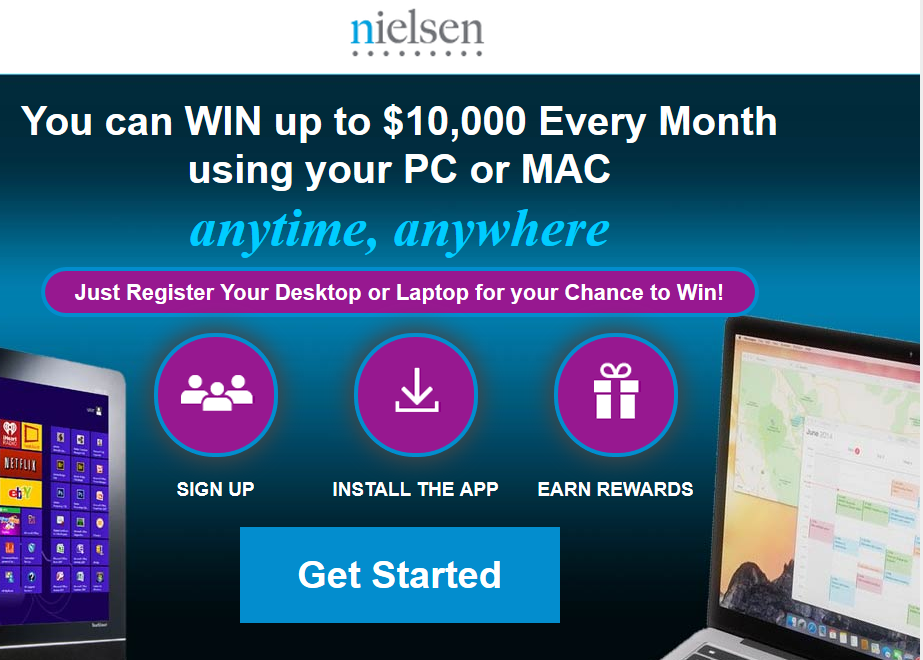 nielsen
You can WIN up to $10,000 Every Month
using your PC or MAC
anytime, anywhere
Just Register Your Desktop or Laptop for your Chance to Win!
SIGN UP
INSTALL THE APP
EARN REWARDS
Get Started
iHeart
RADIO
NETFLIX
ebY
June 2014